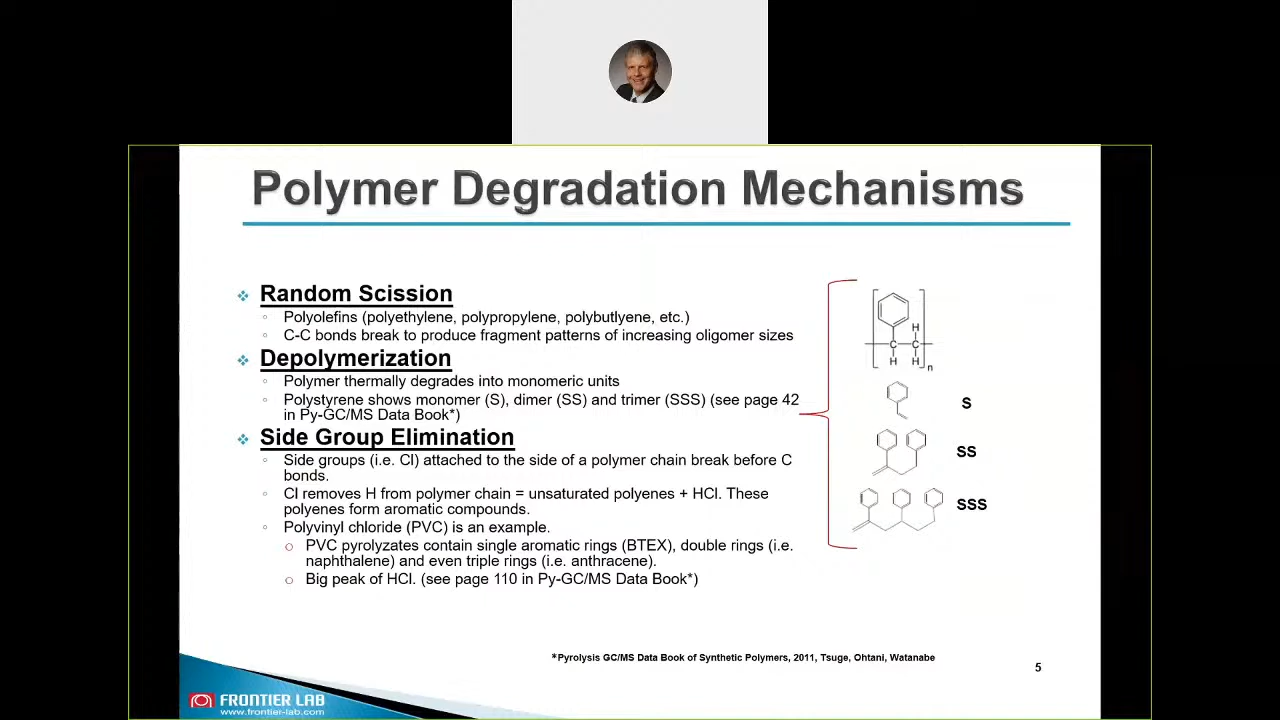 Polymer Degradation Mechanisms
Random Scission
Polyolefins (polyethylene, polypropylene, polybutlyene, etc.)
C-C bonds break to produce fragment patterns of increasing oligomer sizes
Depolymerization
Polymer thermally degrades into monomeric units
Polystyrene shows monomer (S), dimer (SS) and trimer (SSS) (see page 42
in Py-GC/MS Data Book*)
Side Group Elimination
Side groups (i.e. Cl) attached to the side of a polymer chain break before C
bonds.
Cl removes H from polymer chain = unsaturated polyenes + HCl. These
polyenes form aromatic compounds.
Polyvinyl chloride (PVC) is an example.
PVC pyrolyzates contain single aromatic rings (BTEX), double rings (i.e.
naphthalene) and even triple rings (i.e. anthracene).
Big peak of HCl. (see page 110 in Py-GC/MS Data Book*)
H
C C
H H
n
S
SS
SSS
*Pyrolysis GC/MS Data Book of Synthetic Polymers, 2011, Tsuge, Ohtani, Watanabe
5
FRONTIER LAB
www.frontier-lab.com